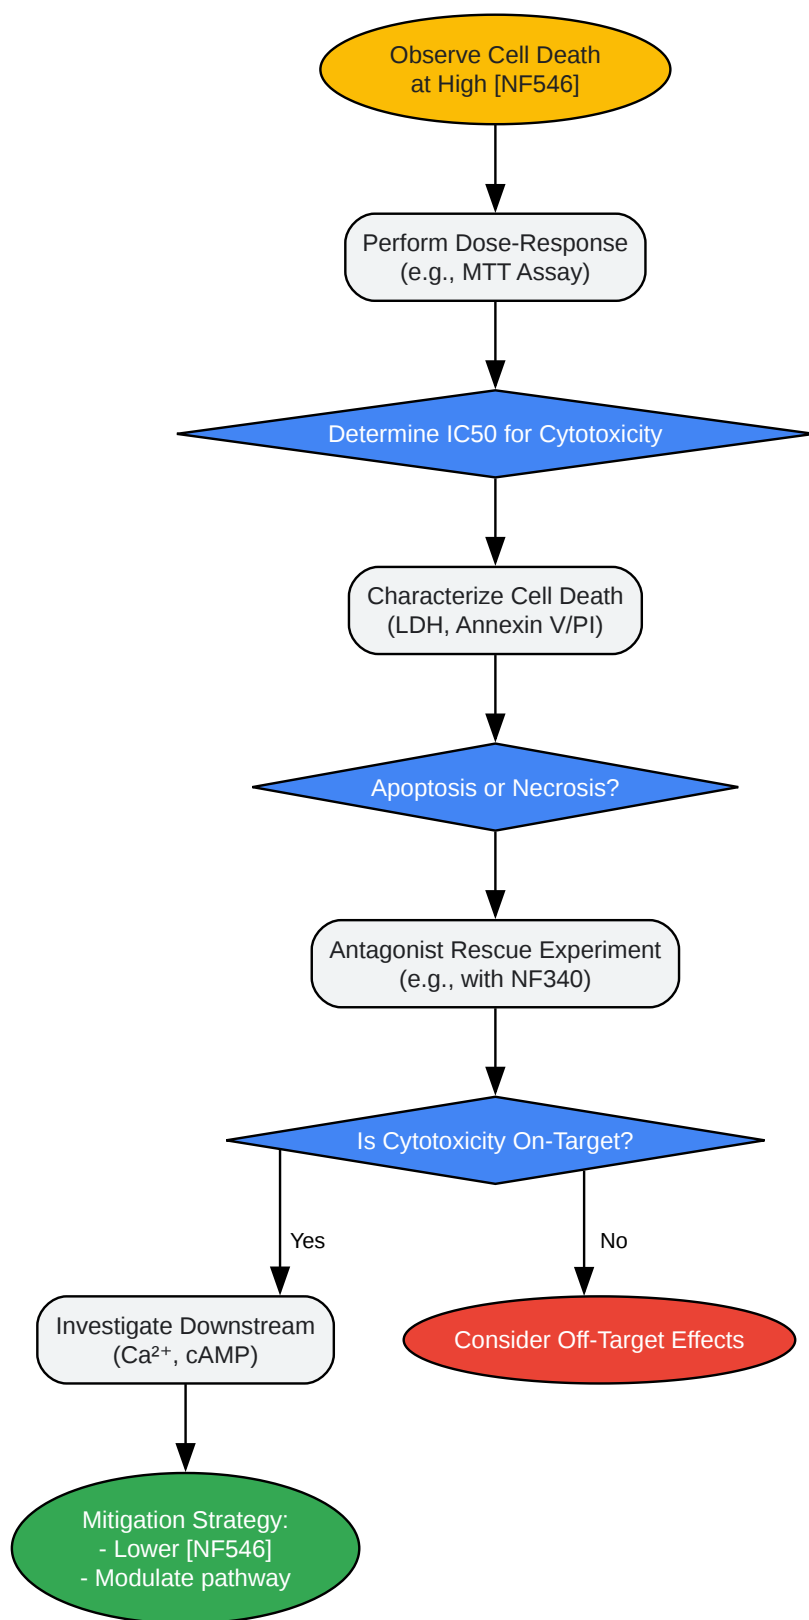 Observe Cell Death
at High [NF546]
Perform Dose-Response
(e.g., MTT Assay)
Determine IC50 for Cytotoxicity
Characterize Cell Death
(LDH, Annexin V/PI)
Apoptosis or Necrosis?
Antagonist Rescue Experiment
(e.g., with NF340)
Is Cytotoxicity On-Target?
Yes
No
Investigate Downstream
(Ca²⁺, cAMP)
Consider Off-Target Effects
Mitigation Strategy:
- Lower [NF546]
- Modulate pathway